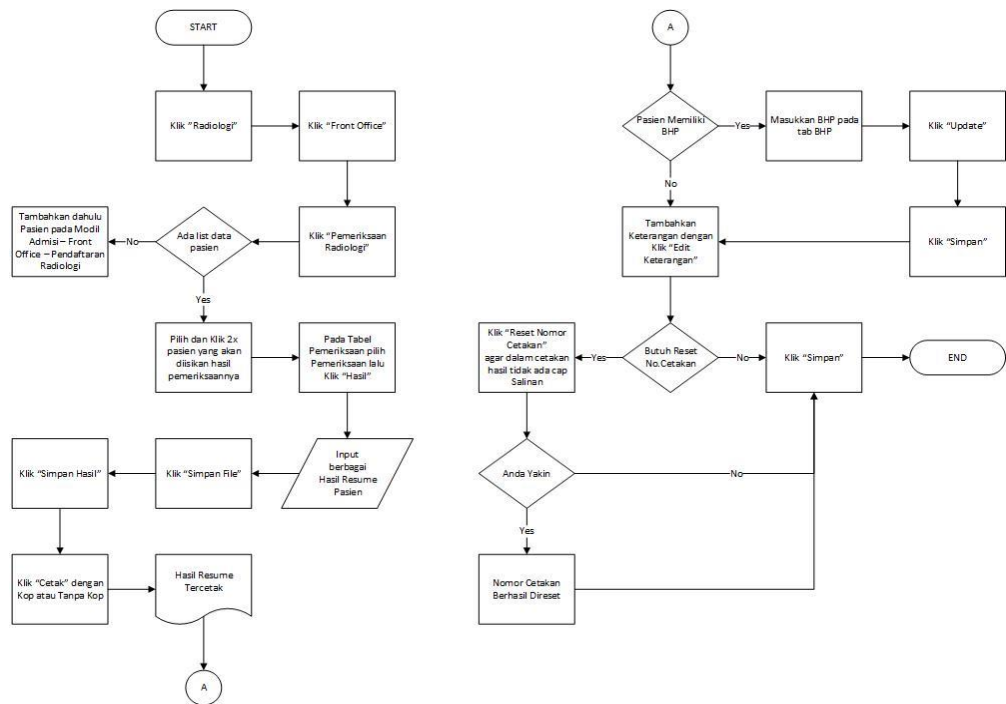 START
Klik "Radiologi"
Klik "Front Office"
Klik "Pemeriksaan
Radiologi"
Ada list data
pasien
No
Tambahkan dahulu
Pasien pada Modil
Admisi – Front
Office – Pendaftaran
Radiologi
Yes
Pilih dan Klik 2x
pasien yang akan
diisikan hasil
pemeriksaannya
Pada Tabel
Pemeriksaan pilih
Pemeriksaan lalu
Klik "Hasil"
Input
berbagai
Hasil Resume
Pasien
Klik "Simpan File"
Klik "Simpan Hasil"
Klik "Cetak" dengan
Kop atau Tanpa Kop
Hasil Resume
Tercetak
A
A
Pasien Memiliki
BHP
Yes
Masukkan BHP pada
tab BHP
Klik "Update"
Klik "Simpan"
No
Tambahkan
Keterangan dengan
Klik "Edit
Keterangan"
Butuh Reset
No.Cetakan
Yes
Klik "Reset Nomor
Cetakan"
agar dalam cetakan
hasil tidak ada cap
Salinan
No
Klik "Simpan"
END
Anda Yakin
No
Yes
Nomor Cetakan
Berhasil Direset